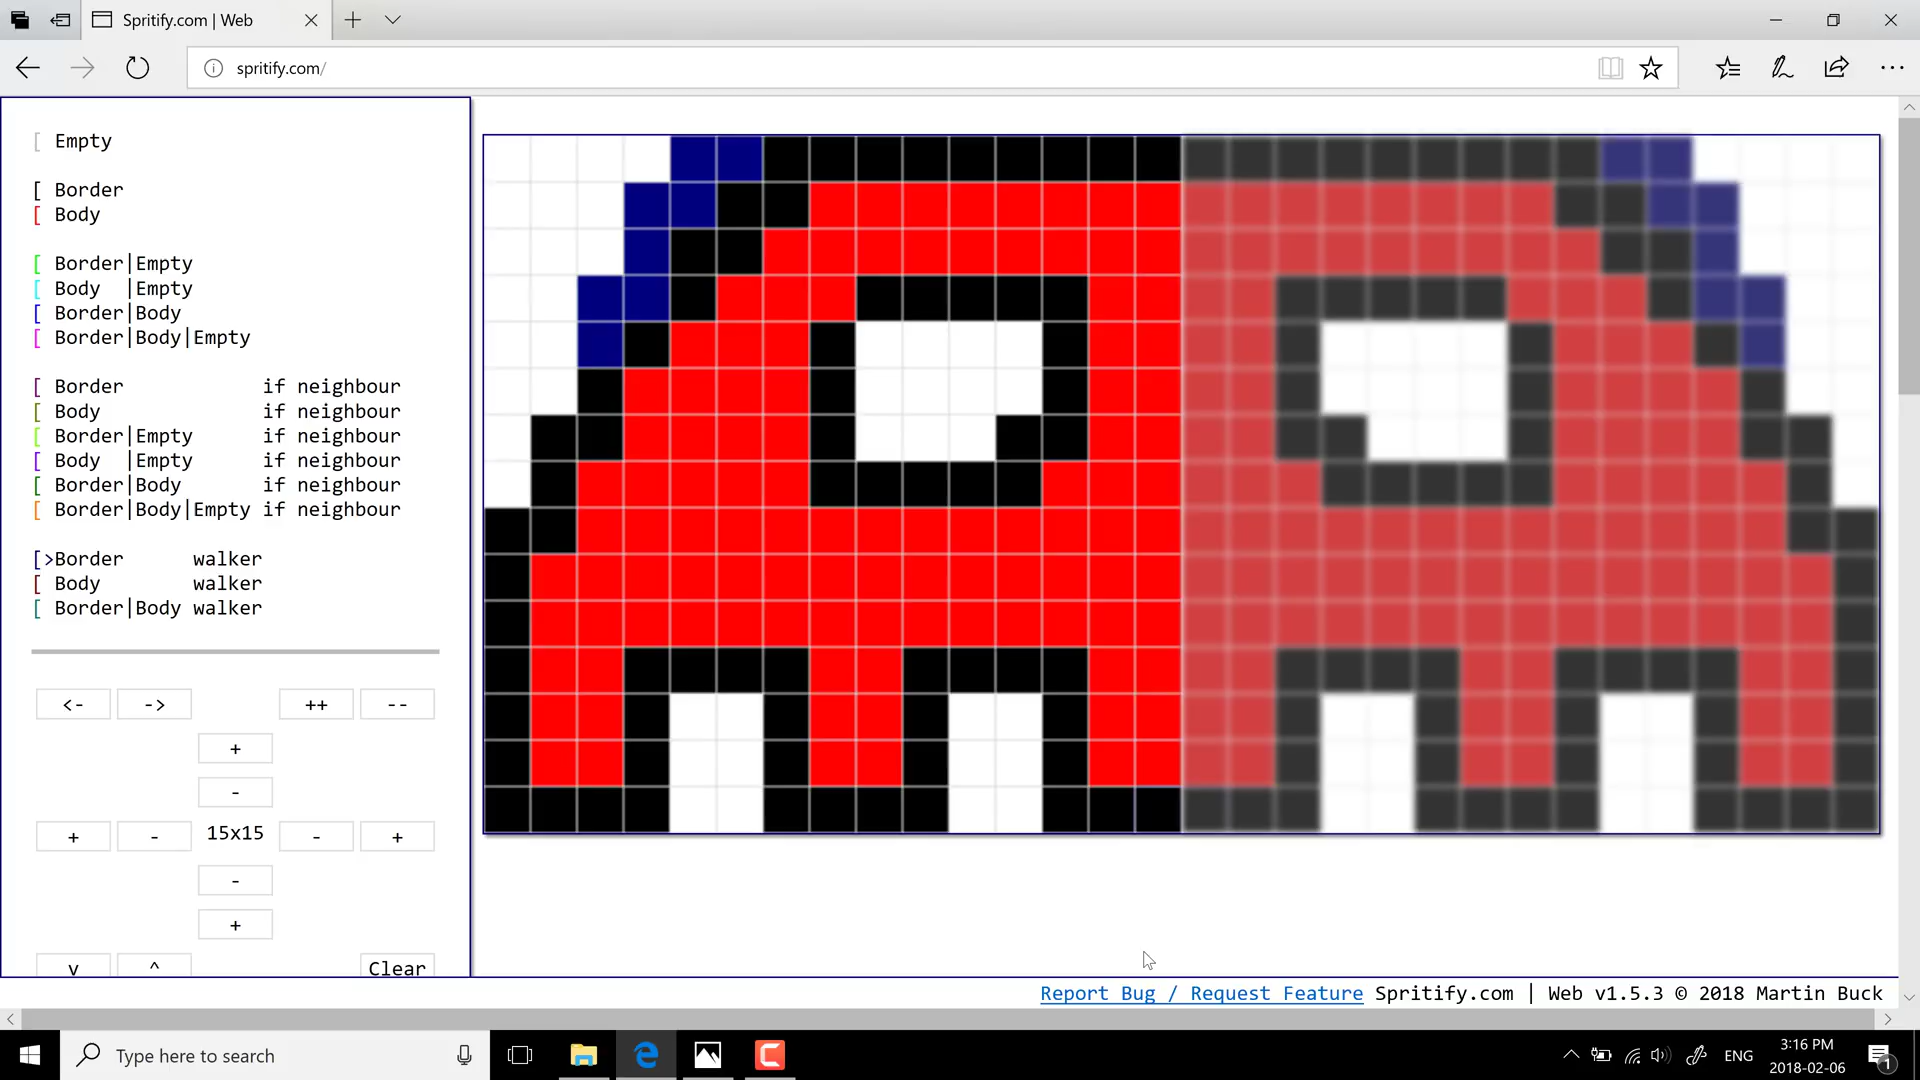 Spritify.com | Web
spritify.com/
[ Empty
[ Border
[ Body
[ Border|Empty
[ Body |Empty
[ Border|Body
[ Border|Body|Empty
[ Border if neighbour
[ Body if neighbour
[ Border|Empty if neighbour
[ Body |Empty if neighbour
[ Border|Body if neighbour
[ Border|Body|Empty if neighbour
[>Border walker
[ Body walker
[ Border|Body walker
<- -> ++ --
+
-
+ - 15x15 - +
-
+
v ^ Clear
Report Bug / Request Feature Spritify.com | Web v1.5.3 © 2018 Martin Buck
Type here to search
ENG
3:16 PM
2018-02-06
1